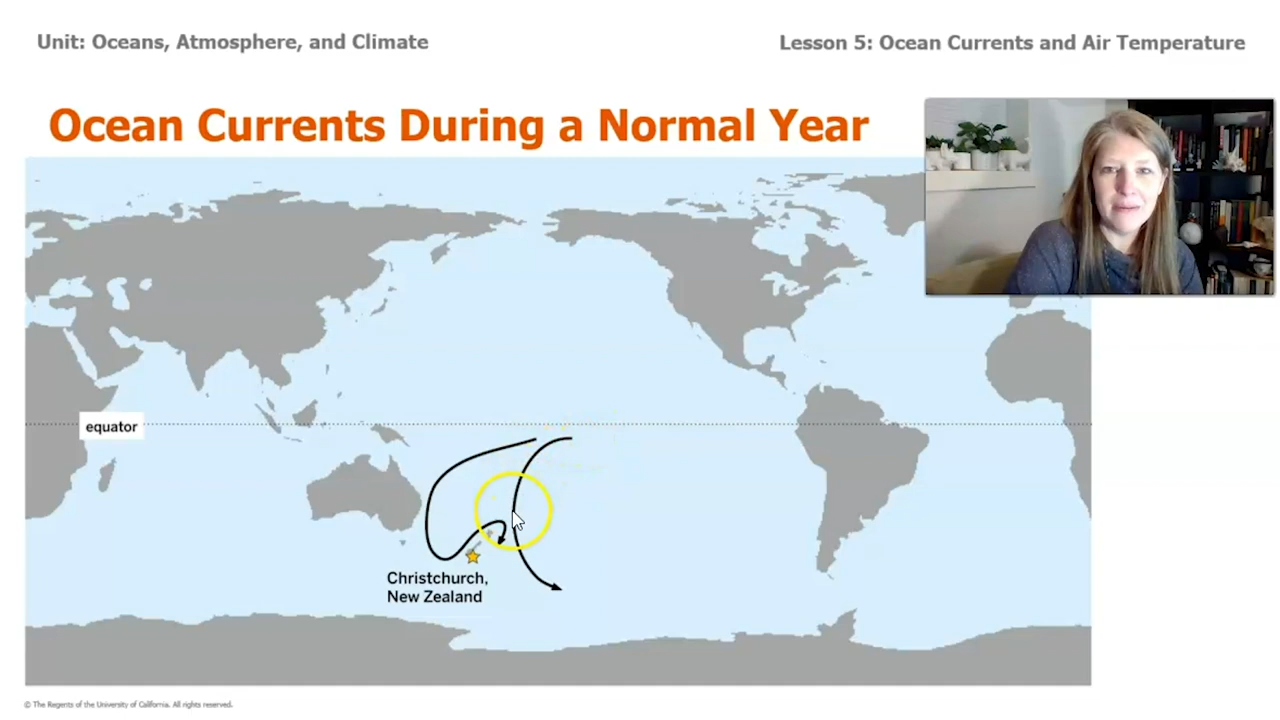 Unit: Oceans, Atmosphere, and Climate
Lesson 5: Ocean Currents and Air Temperature
Ocean Currents During a Normal Year
equator
Christchurch,
New Zealand
© The Regents of the University of California. All rights reserved.